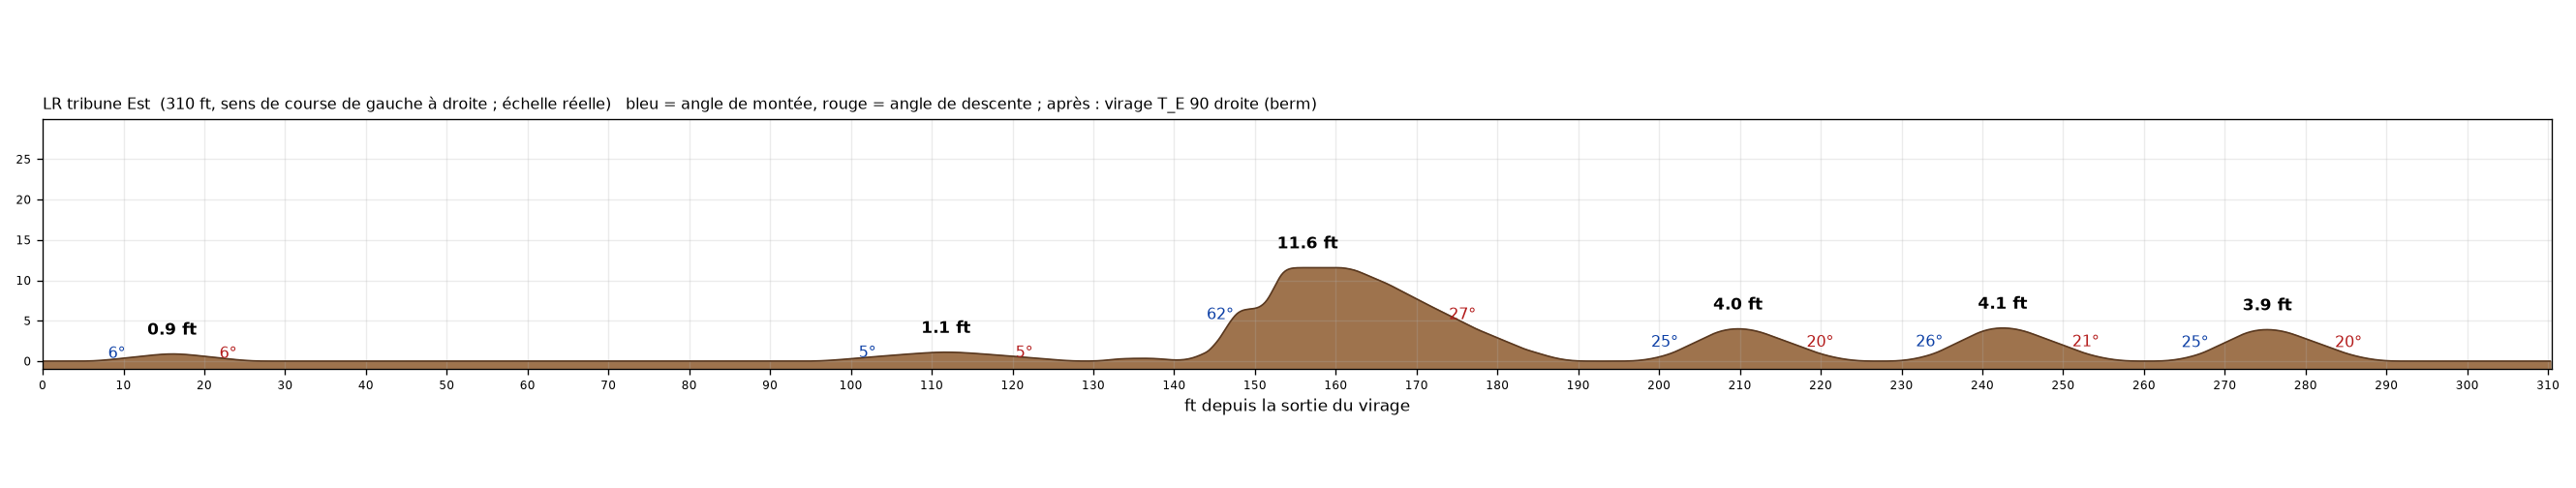 LR tribune Est  (310 ft, sens de course de gauche à droite ; échelle réelle)   bleu = angle de montée, rouge = angle de descente ; après : virage T_E 90 droite (berm)
25
20
15
10
5
0
0.9 ft
6°
6°
1.1 ft
5°
5°
11.6 ft
62°
27°
4.0 ft
25°
20°
4.1 ft
26°
21°
3.9 ft
25°
20°
0 10 20 30 40 50 60 70 80 90 100 110 120 130 140 150 160 170 180 190 200 210 220 230 240 250 260 270 280 290 300 310
ft depuis la sortie du virage